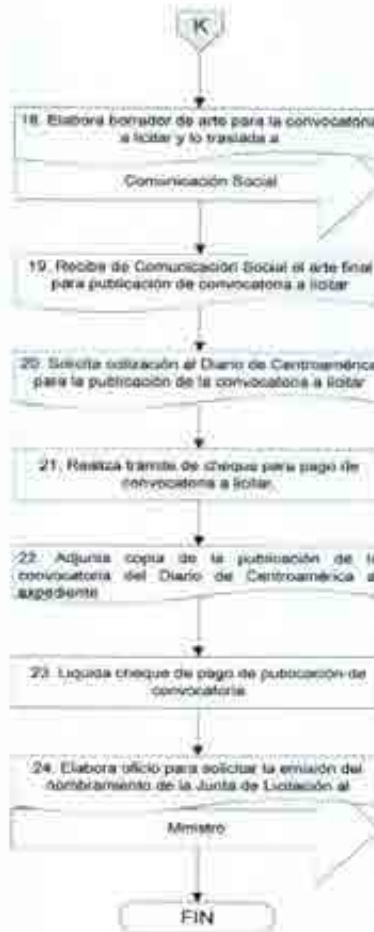 K
18. Elabora borrador de arte para la convocatoria
a licitar y lo traslada a
Comunicación Social
19. Recibe de Comunicación Social el arte final
para publicación de convocatoria a licitar
20. Solicita cotización al Diario de Centroamérica
para la publicación de la convocatoria a licitar
21. Realiza trámite de cheque para pago de
convocatoria a licitar.
22. Adjunta copia de la publicación de la
convocatoria del Diario de Centroamérica al
expediente
23. Liquida cheque de pago de publicación de
convocatoria
24. Elabora oficio para solicitar la emisión del
nombramiento de la Junta de Licitación al
Ministro
FIN